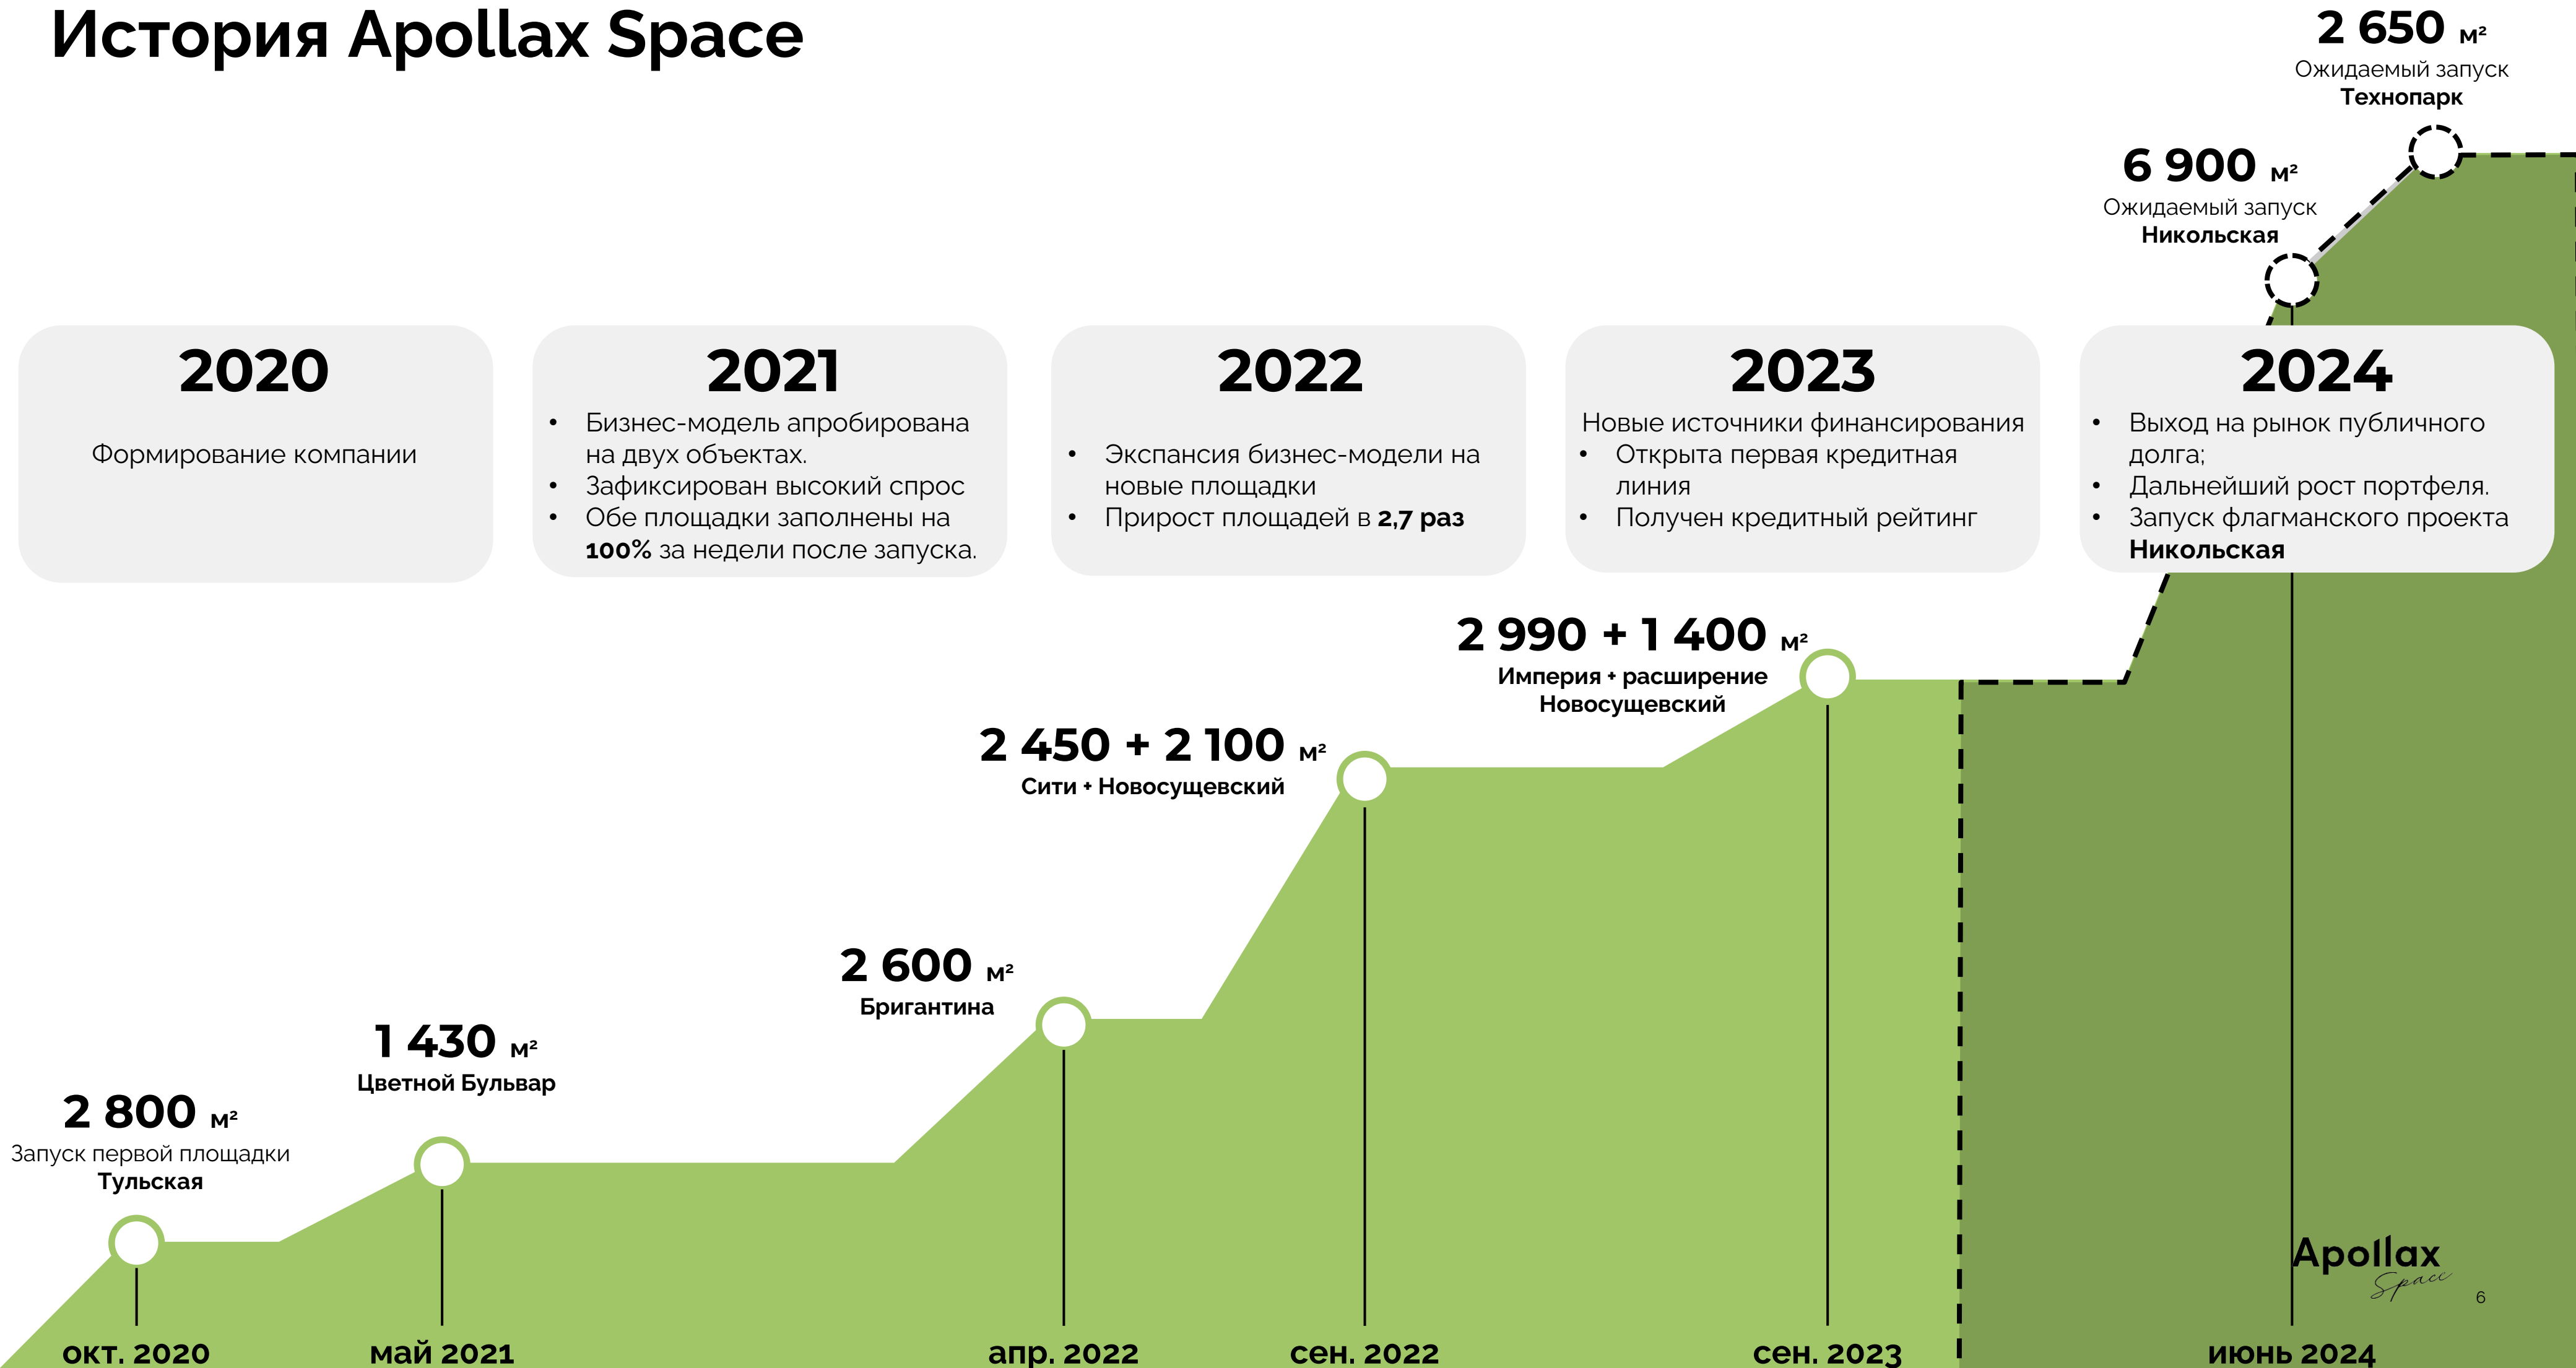 История Apollax Space
2 650 м²
Ожидаемый запуск
Технопарк
6 900 м²
Ожидаемый запуск
Никольская
2020
Формирование компании
2021
• Бизнес-модель апробирована
на двух объектах.
• Зафиксирован высокий спрос
• Обе площадки заполнены на
100% за недели после запуска.
2022
• Экспансия бизнес-модели на
новые площадки
• Прирост площадей в 2,7 раз
2023
Новые источники финансирования
• Открыта первая кредитная
линия
• Получен кредитный рейтинг
2024
• Выход на рынок публичного
долга;
• Дальнейший рост портфеля.
• Запуск флагманского проекта
Никольская
2 990 + 1 400 м²
Империя + расширение
Новосущевский
2 450 + 2 100 м²
Сити + Новосущевский
2 600 м²
Бригантина
1 430 м²
Цветной Бульвар
2 800 м²
Запуск первой площадки
Тульская
Apollax
Space
6
окт. 2020
май 2021
апр. 2022
сен. 2022
сен. 2023
июнь 2024